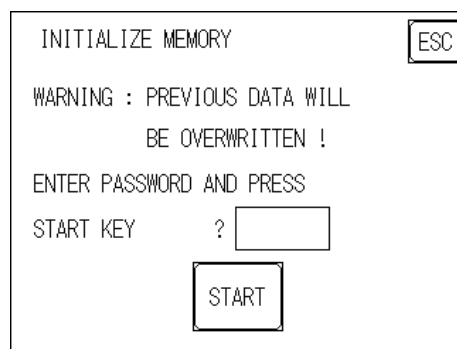 INITIALIZE MEMORY ESC
WARNING : PREVIOUS DATA WILL
BE OVERWRITTEN !
ENTER PASSWORD AND PRESS
START KEY ?
START